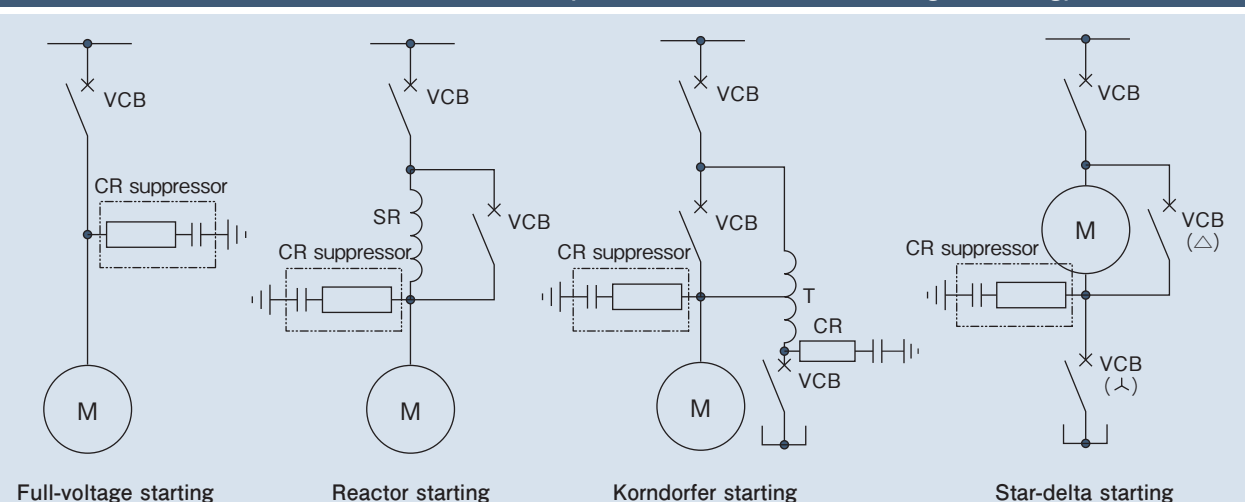 VCB
CR suppressor
M
Full-voltage starting
VCB
SR
VCB
CR suppressor
M
Reactor starting
VCB
VCB
CR suppressor
T
CR
VCB
M
Korndorfer starting
VCB
M
VCB
(△)
CR suppressor
VCB
(⅄)
Star-delta starting